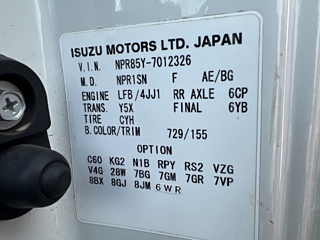 ISUZU MOTORS LTD. JAPAN
V.I.N. NPR85Y-7012326
M.D. NPR1SN F AE/BG
ENGINE LFB/4JJ1 RR AXLE 6CP
TRANS. Y5X FINAL 6YB
TIRE CYH
B.COLOR/TRIM 729/155
OPTION
C60 KG2 N1B RPY RS2 VZG
V4G 28W 7BG 7GM 7GR 7VP
8BX 8GJ 8JM 6WR